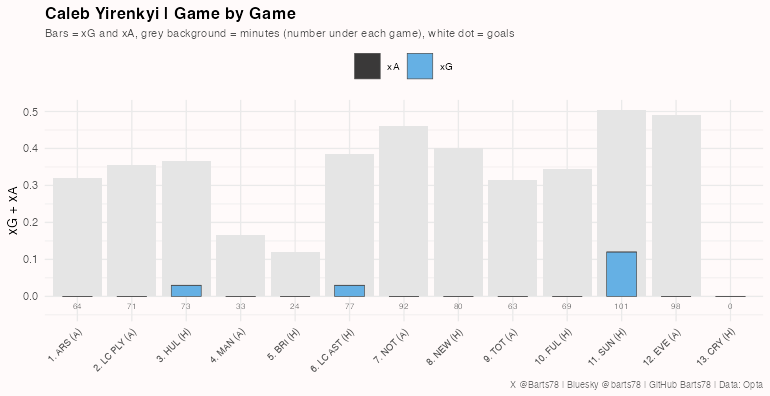 Caleb Yirenkyi | Game by Game
Bars = xG and xA, grey background = minutes (number under each game), white dot = goals
xA xG
xG + xA
0.5
0.4
0.3
0.2
0.1
0.0
64 71 73 33 24 77 92 80 63 69 101 98 0
1. ARS (A)
2. LC PLY (A)
3. HUL (H)
4. MAN (A)
5. BRI (H)
6. LC AST (H)
7. NOT (A)
8. NEW (H)
9. TOT (A)
10. FUL (H)
11. SUN (H)
12. EVE (A)
13. CRY (H)
X @Barts78 | Bluesky @barts78 | GitHub Barts78 | Data: Opta